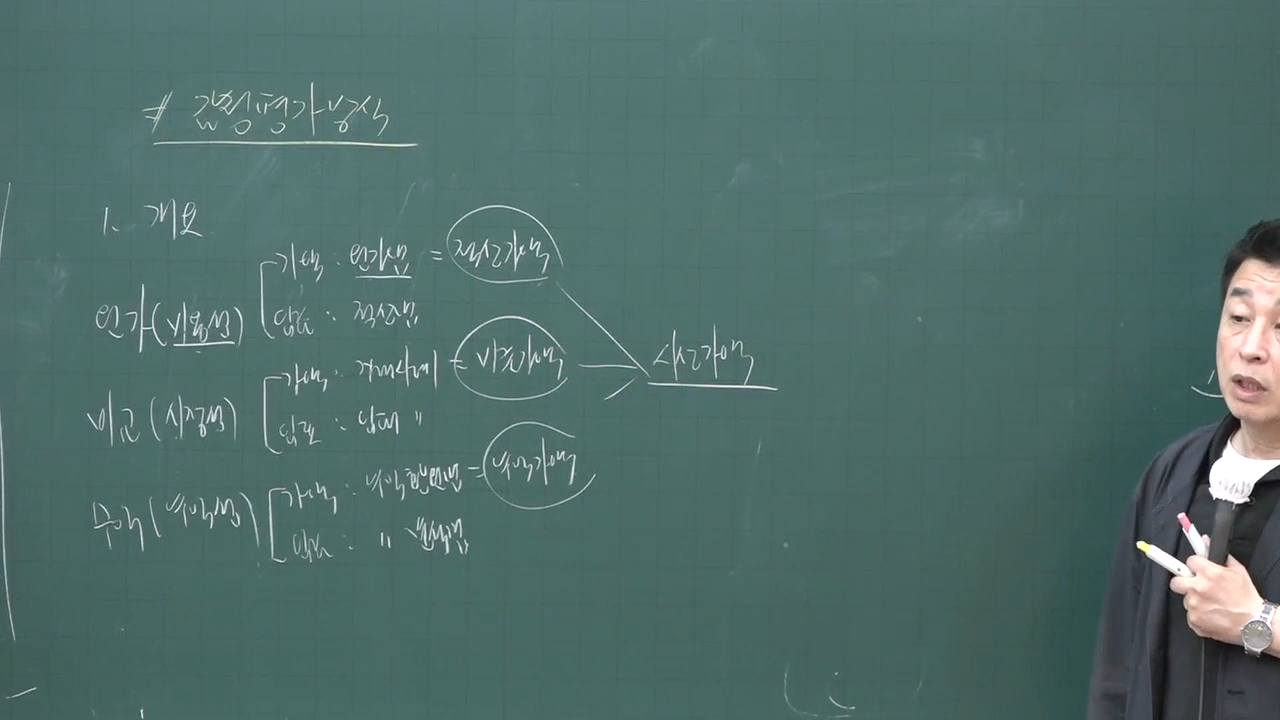 # 감정평가방식
1. 개요
원가(비용성)
가액 : 원가법 = 적산가액
임료 : 적산법
비교(시장성)
가액 : 거래사례 = 비준가액
임료 : 임대 〃
수익(수익성)
가액 : 수익환원법 = 수익가액
임료 : 〃 분석법
시산가액